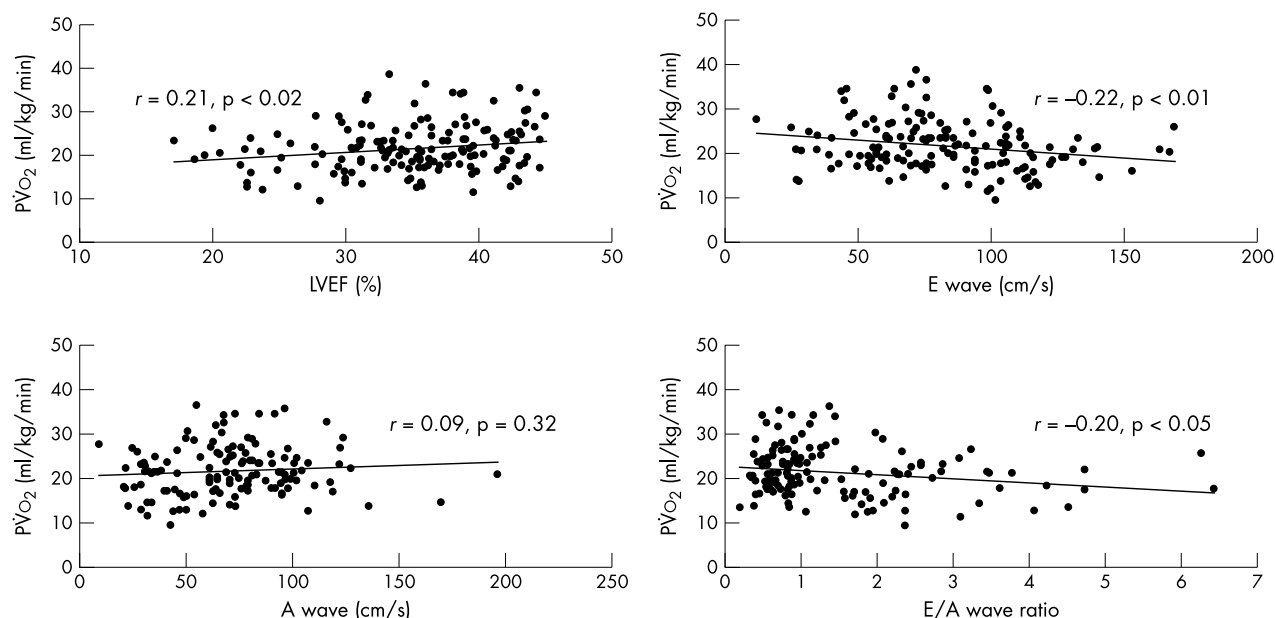 50
40
30
20
10
0
PV̇O₂ (ml/kg/min)
r = 0.21, p < 0.02
10 20 30 40 50
LVEF (%)
50
40
30
20
10
0
PV̇O₂ (ml/kg/min)
r = –0.22, p < 0.01
0 50 100 150 200
E wave (cm/s)
50
40
30
20
10
0
PV̇O₂ (ml/kg/min)
r = 0.09, p = 0.32
0 50 100 150 200 250
A wave (cm/s)
50
40
30
20
10
0
PV̇O₂ (ml/kg/min)
r = –0.20, p < 0.05
0 1 2 3 4 5 6 7
E/A wave ratio